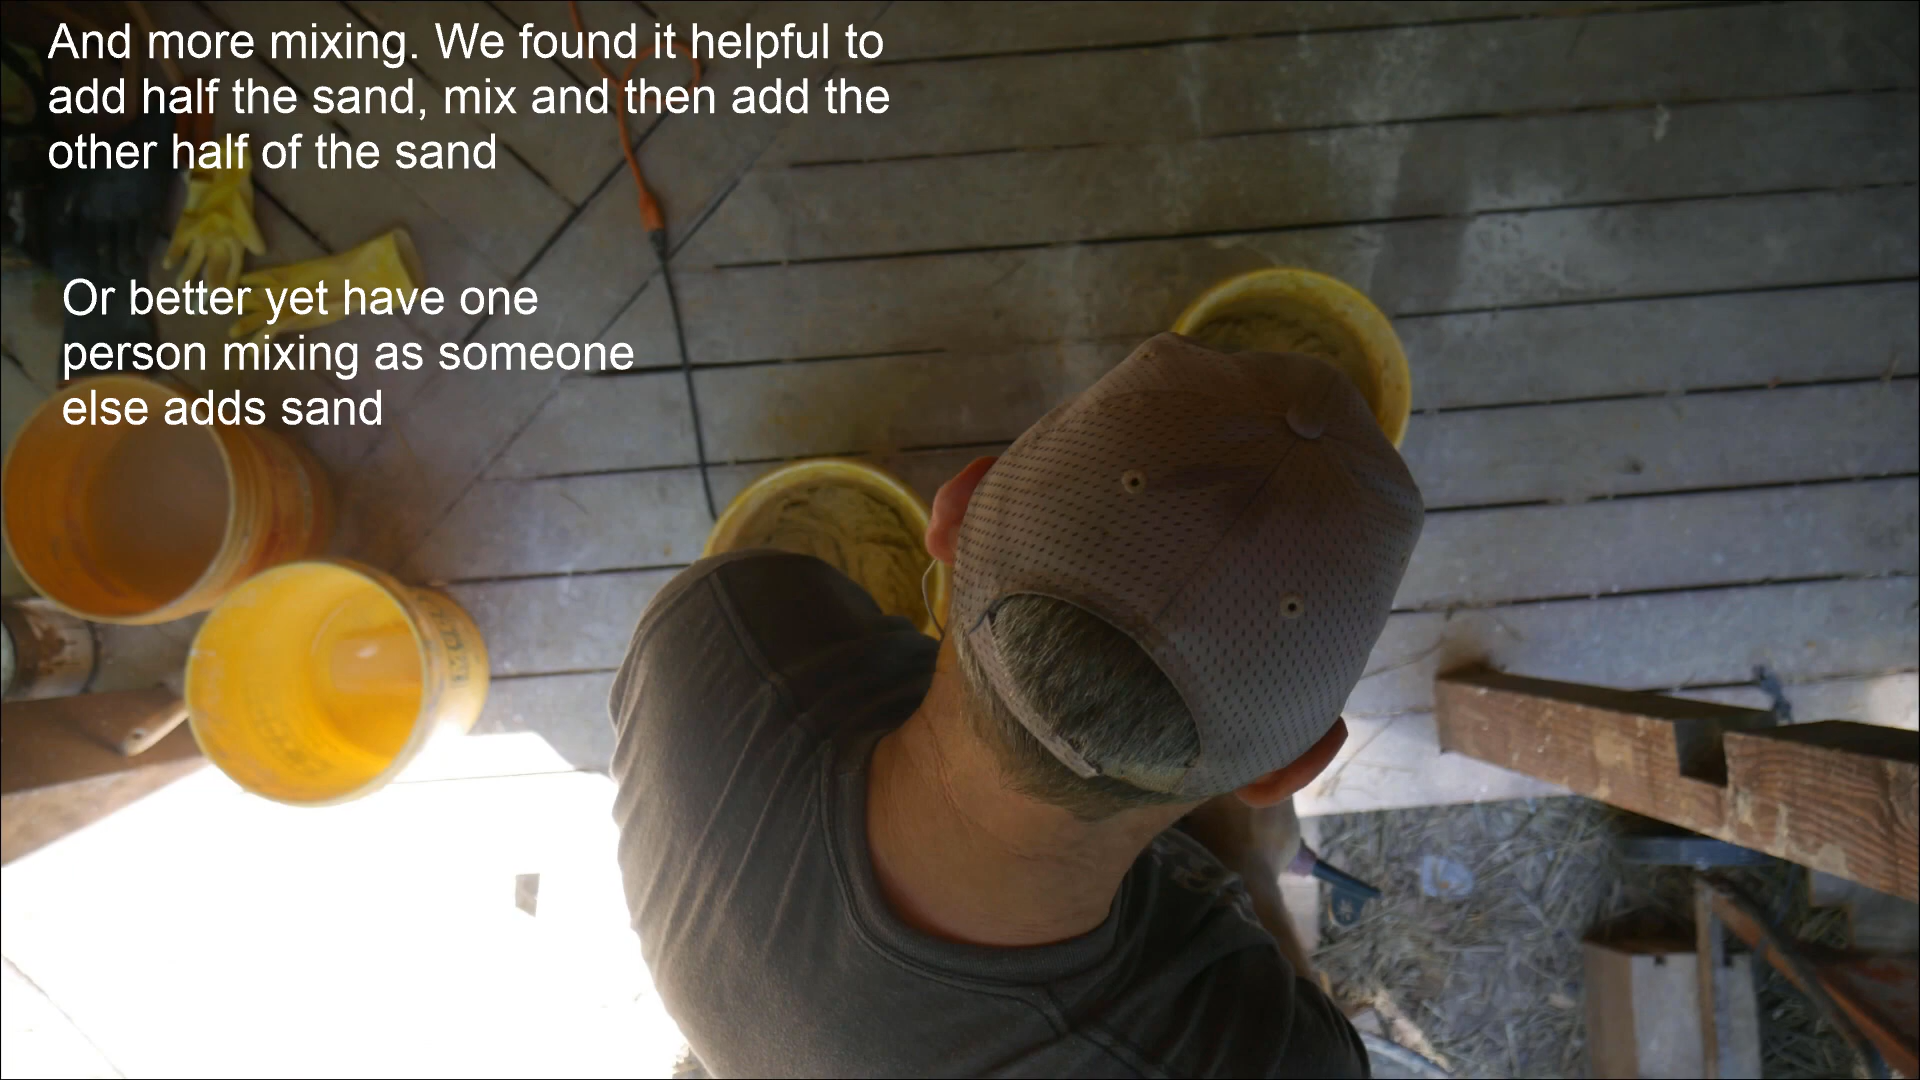 And more mixing. We found it helpful to
add half the sand, mix and then add the
other half of the sand
Or better yet have one
person mixing as someone
else adds sand